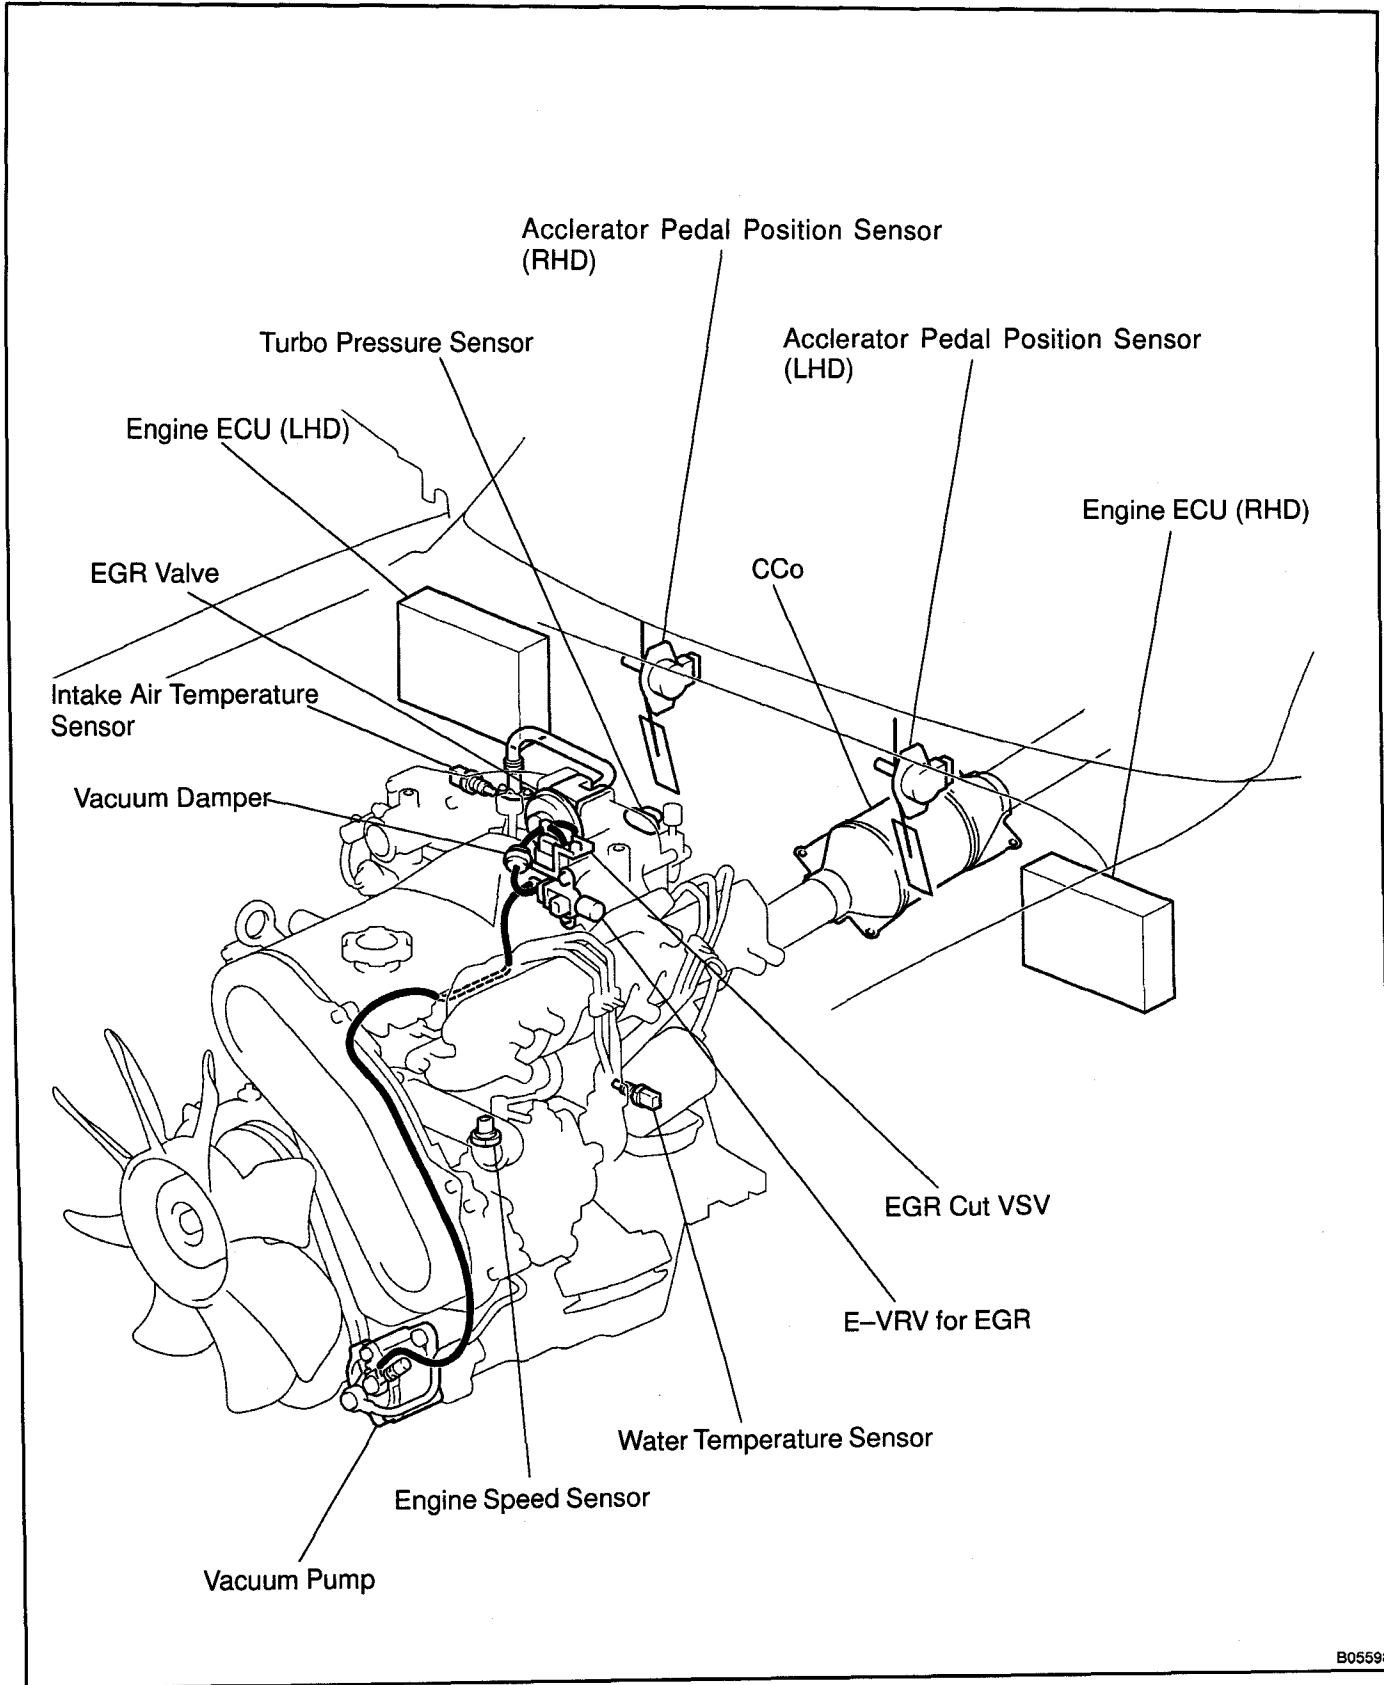 Acclerator Pedal Position Sensor
(RHD)
Turbo Pressure Sensor
Acclerator Pedal Position Sensor
(LHD)
Engine ECU (LHD)
Engine ECU (RHD)
EGR Valve
CCo
Intake Air Temperature
Sensor
Vacuum Damper
EGR Cut VSV
E–VRV for EGR
Water Temperature Sensor
Engine Speed Sensor
Vacuum Pump